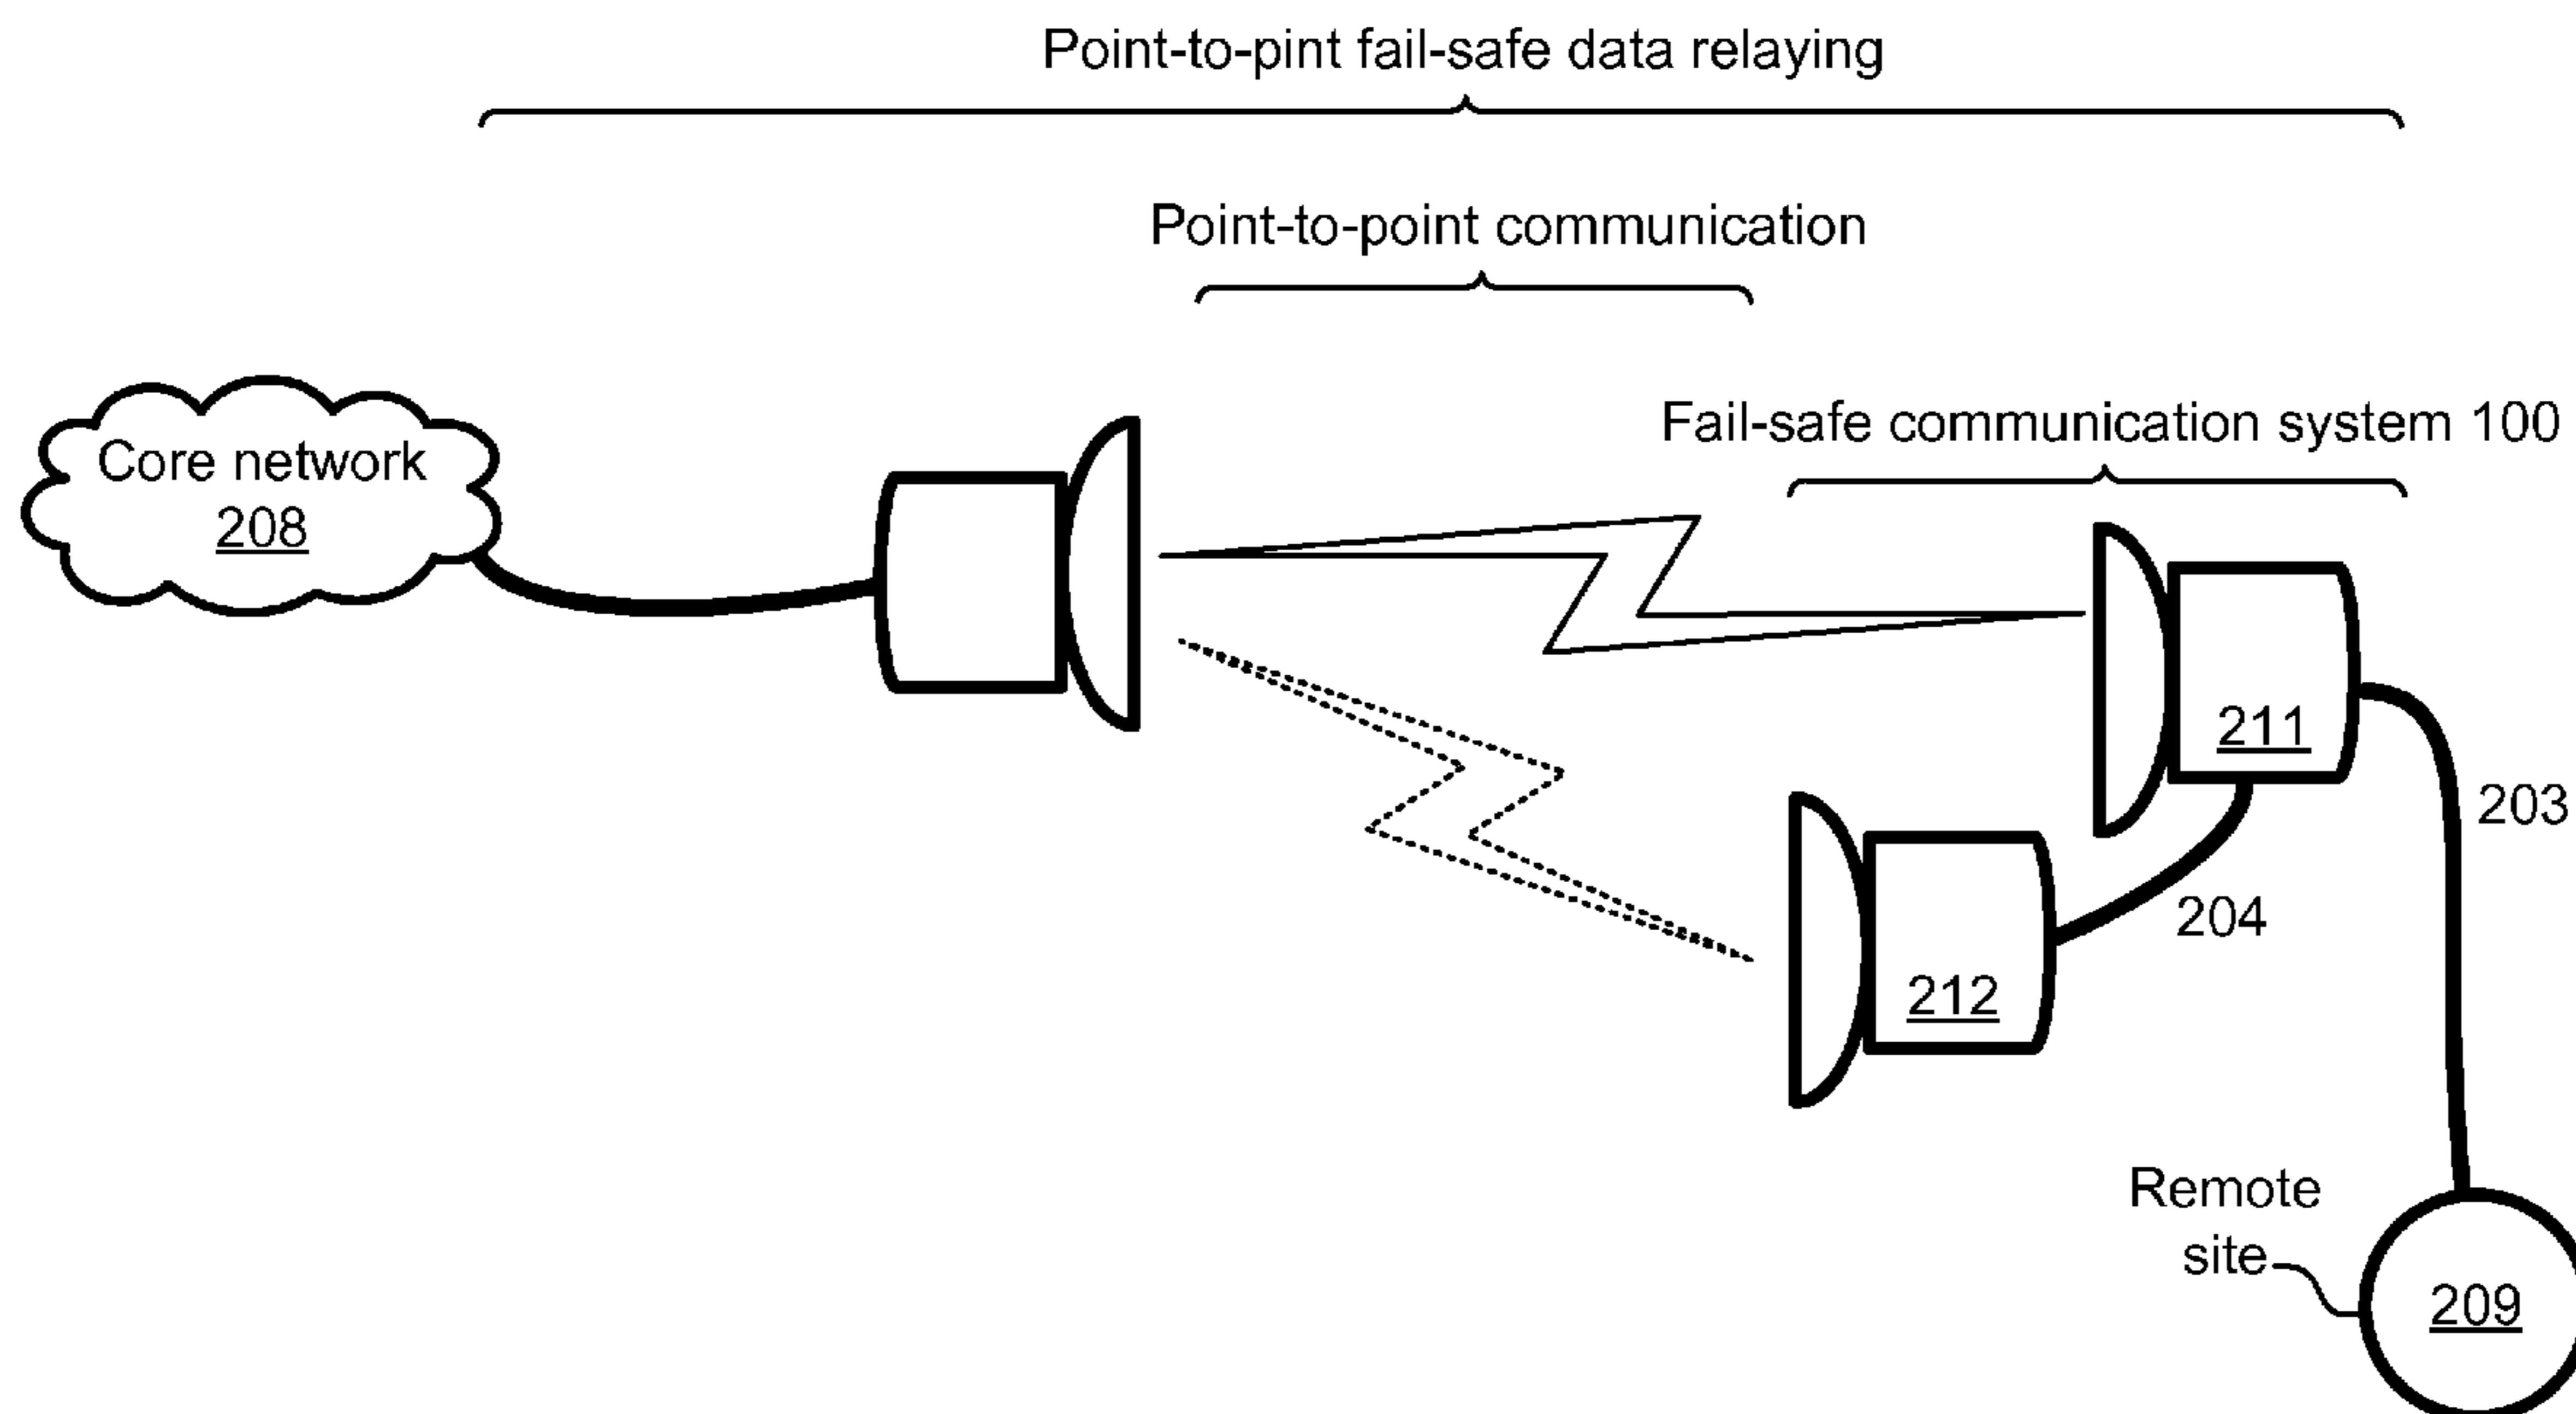 Point-to-pint fail-safe data relaying
Point-to-point communication
Fail-safe communication system 100
Core network
208
211
203
204
212
Remote
site
209